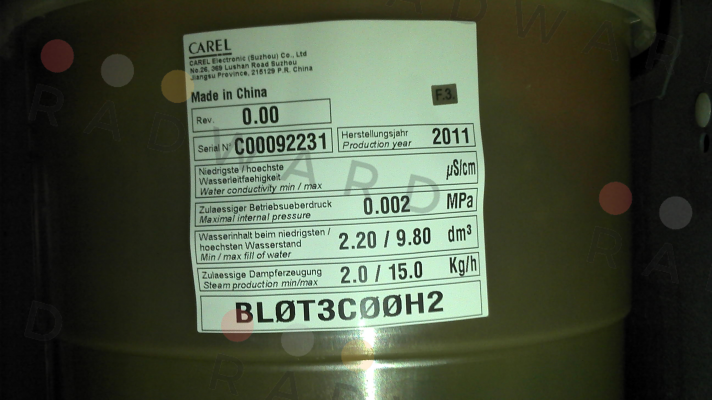 CAREL
CAREL Electronic (Suzhou) Co., Ltd
No.26, 369 Lushan Road Suzhou
Jiangsu Province, 215129 P.R. China
Made in China
F.3.
Rev. 0.00
Serial N° C00092231
Herstellungsjahr
Production year
2011
Niedrigste / hoechste
Wasserleitfaehigkeit
Water conductivity min / max
µS/cm
Zulaessiger Betriebsueberdruck
Maximal internal pressure
0.002 MPa
Wasserinhalt beim niedrigsten /
hoechsten Wasserstand
Min / max fill of water
2.20 / 9.80 dm³
Zulaessige Dampferzeugung
Steam production min/max
2.0 / 15.0 Kg/h
BLØT3CØØH2
RADWARD